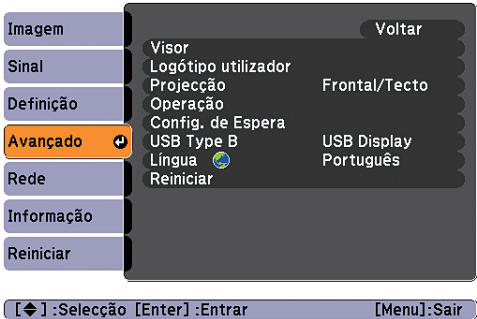 Imagem
Sinal
Definição
Avançado
Rede
Informação
Reiniciar
Voltar
Visor
Logótipo utilizador
Projecção Frontal/Tecto
Operação
Config. de Espera
USB Type B USB Display
Língua Português
Reiniciar
[ ] :Selecção [Enter] :Entrar [Menu]:Sair